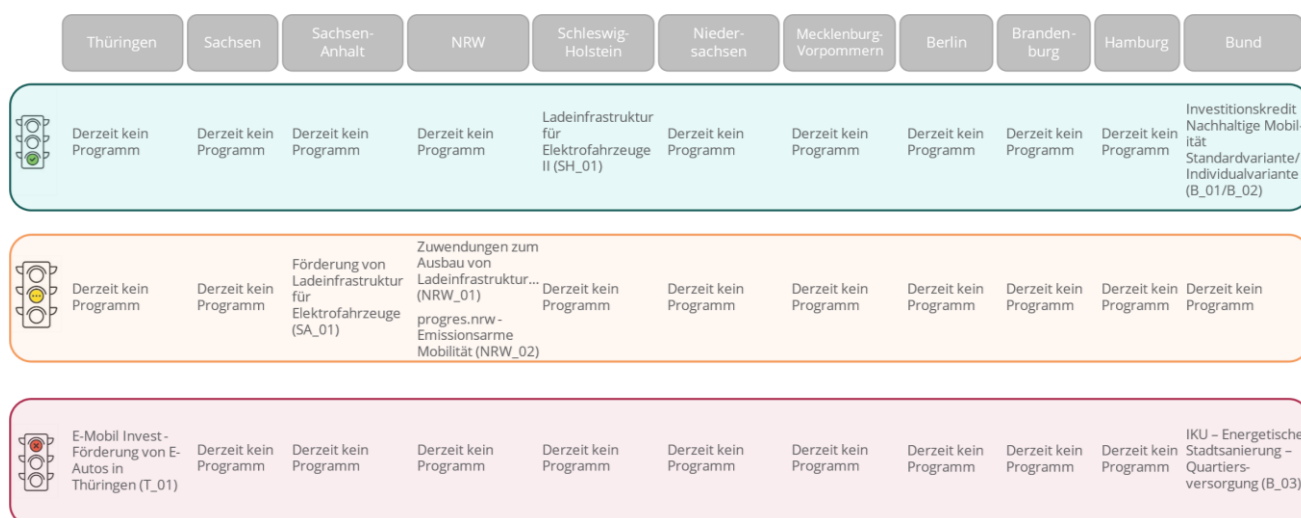 Thüringen
Sachsen
Sachsen-
Anhalt
NRW
Schleswig-
Holstein
Nieder-
sachsen
Mecklenburg-
Vorpommern
Berlin
Branden-
burg
Hamburg
Bund
Derzeit kein
Programm
Derzeit kein
Programm
Derzeit kein
Programm
Derzeit kein
Programm
Ladeinfrastruktur
für
Elektrofahrzeuge
II (SH_01)
Derzeit kein
Programm
Derzeit kein
Programm
Derzeit kein
Programm
Derzeit kein
Programm
Derzeit kein
Programm
Investitionskredit
Nachhaltige Mobil-
ität
Standardvariante/
Individualvariante
(B_01/B_02)
Derzeit kein
Programm
Derzeit kein
Programm
Förderung von
Ladeinfrastruktur
für
Elektrofahrzeuge
(SA_01)
Zuwendungen zum
Ausbau von
Ladeinfrastruktur...
(NRW_01)
progres.nrw -
Emissionsarme
Mobilität (NRW_02)
Derzeit kein
Programm
Derzeit kein
Programm
Derzeit kein
Programm
Derzeit kein
Programm
Derzeit kein
Programm
Derzeit kein
Programm
Derzeit kein
Programm
E-Mobil Invest -
Förderung von E-
Autos in
Thüringen (T_01)
Derzeit kein
Programm
Derzeit kein
Programm
Derzeit kein
Programm
Derzeit kein
Programm
Derzeit kein
Programm
Derzeit kein
Programm
Derzeit kein
Programm
Derzeit kein
Programm
Derzeit kein
Programm
IKU – Energetische
Stadtsanierung –
Quartiers-
versorgung (B_03)